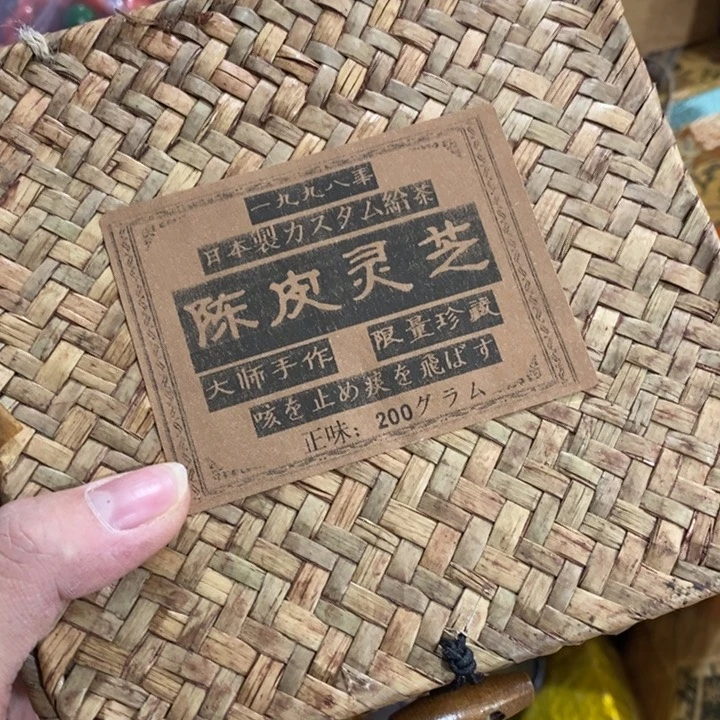 一九九八年
日本製カスタム給茶
陈皮灵芝
大师手作 限量珍藏
咳を止め痰を飛ばす
正味: 200グラム